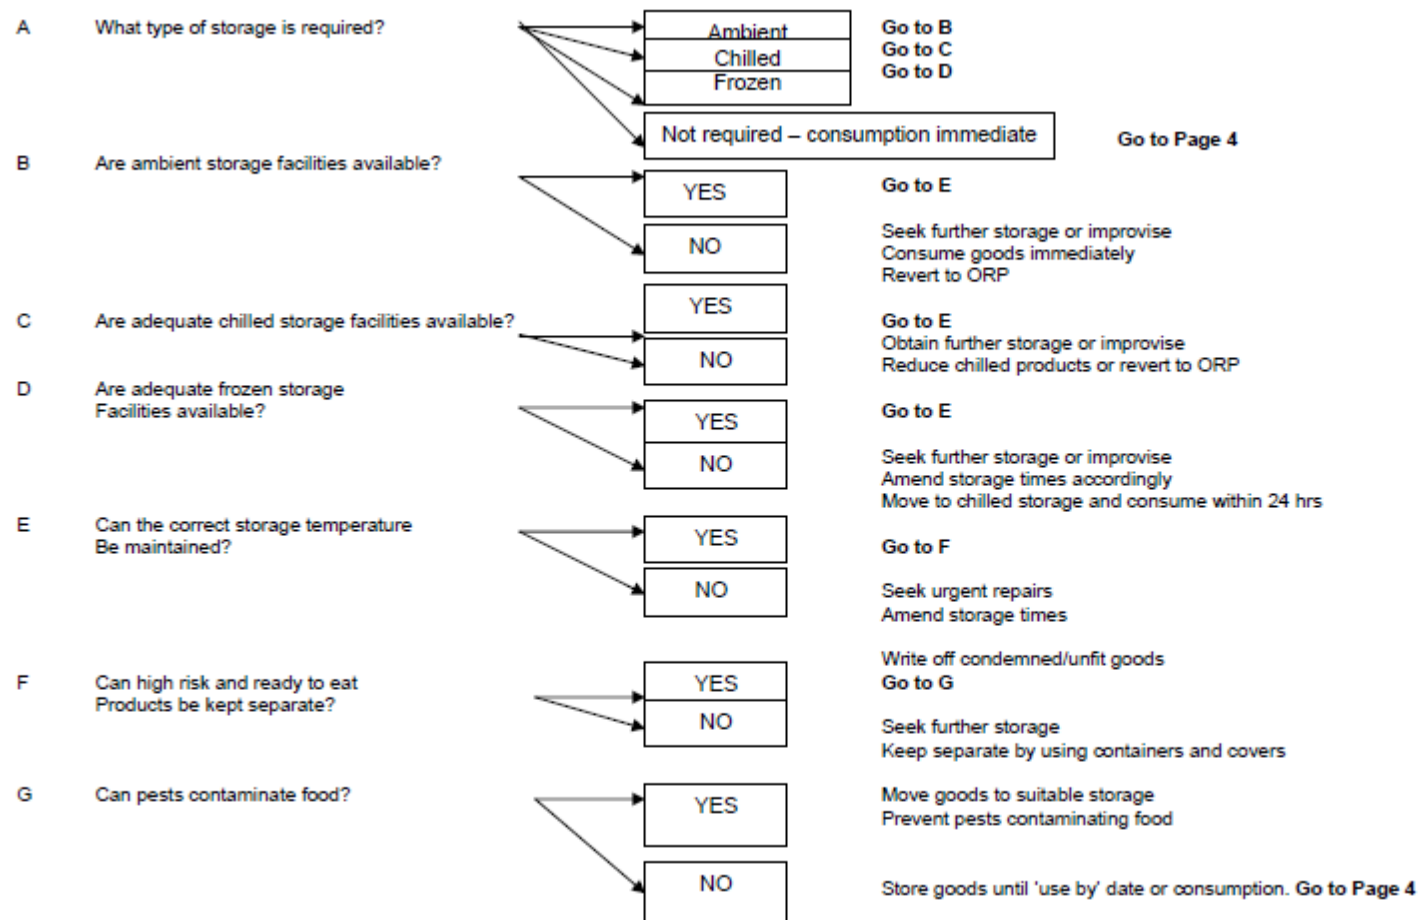 A What type of storage is required? Ambient Go to B
Chilled Go to C
Frozen Go to D
Not required – consumption immediate Go to Page 4
B Are ambient storage facilities available?
YES Go to E
NO Seek further storage or improvise
Consume goods immediately
Revert to ORP
YES
C Are adequate chilled storage facilities available? Go to E
Obtain further storage or improvise
NO Reduce chilled products or revert to ORP
D Are adequate frozen storage
Facilities available? Go to E
YES
NO Seek further storage or improvise
Amend storage times accordingly
Move to chilled storage and consume within 24 hrs
E Can the correct storage temperature
Be maintained? YES Go to F
NO Seek urgent repairs
Amend storage times
Write off condemned/unfit goods
F Can high risk and ready to eat YES Go to G
Products be kept separate?
NO Seek further storage
Keep separate by using containers and covers
G Can pests contaminate food? YES Move goods to suitable storage
Prevent pests contaminating food
NO Store goods until 'use by' date or consumption. Go to Page 4